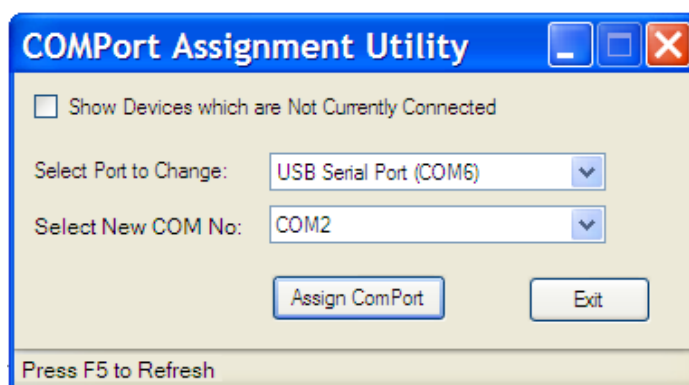 COMPort Assignment Utility
Show Devices which are Not Currently Connected
Select Port to Change: USB Serial Port (COM6)
Select New COM No: COM2
Assign ComPort Exit
Press F5 to Refresh